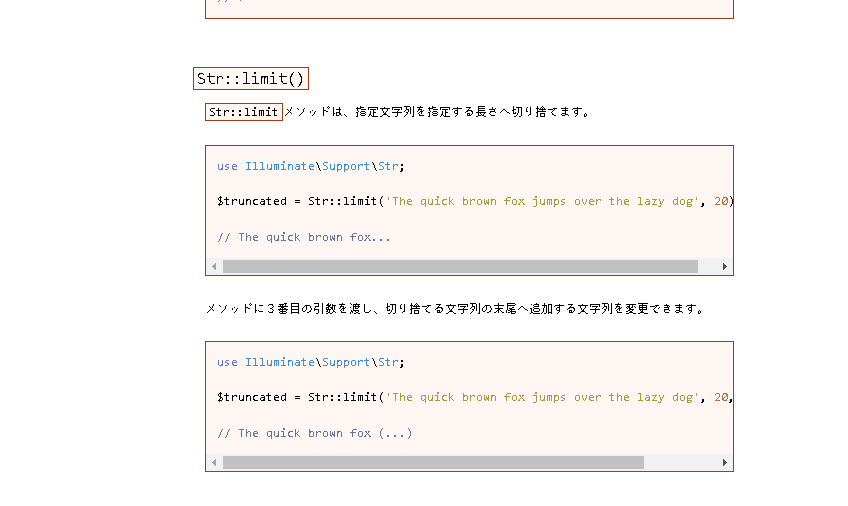 Str::limit()
Str::limitメソッドは、指定文字列を指定する長さへ切り捨てます。
use Illuminate\Support\Str;
$truncated = Str::limit('The quick brown fox jumps over the lazy dog', 20)
// The quick brown fox...
メソッドに３番目の引数を渡し、切り捨てる文字列の末尾へ追加する文字列を変更できます。
use Illuminate\Support\Str;
$truncated = Str::limit('The quick brown fox jumps over the lazy dog', 20,
// The quick brown fox (...)